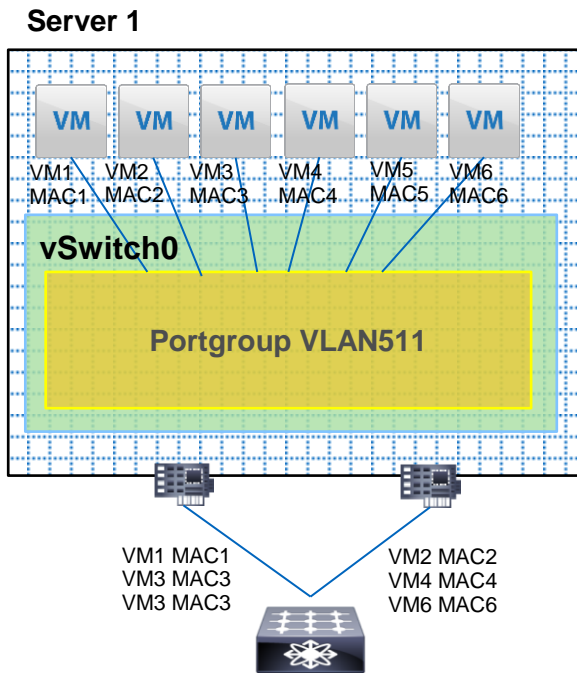 Server 1
VM VM VM VM VM VM
VM1 VM2 VM3 VM4 VM5 VM6
MAC1 MAC2 MAC3 MAC4 MAC5 MAC6
vSwitch0
Portgroup VLAN511
VM1 MAC1
VM3 MAC3
VM3 MAC3
VM2 MAC2
VM4 MAC4
VM6 MAC6